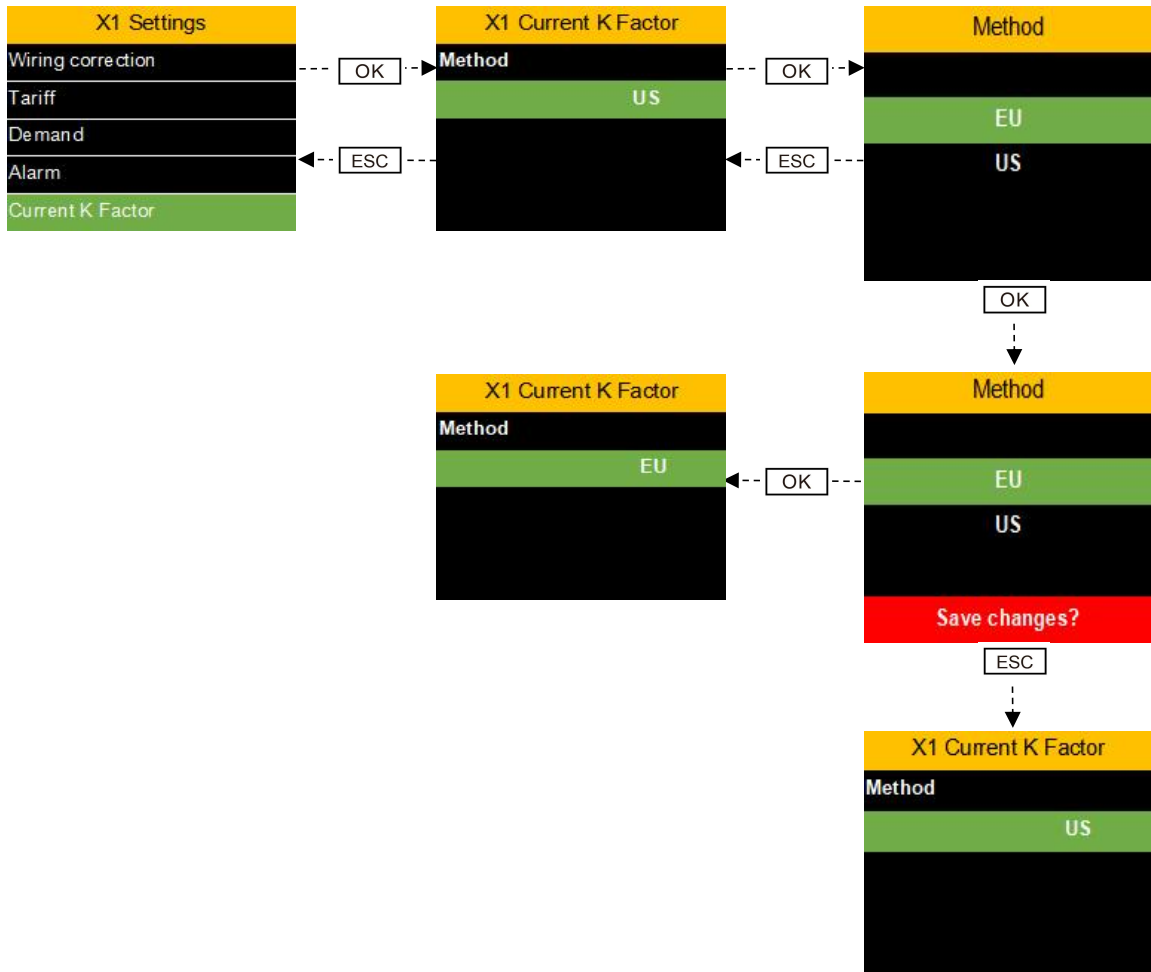 X1 Settings
Wiring correction
Tariff
Demand
Alarm
Current K Factor
OK
ESC
X1 Current K Factor
Method
US
OK
ESC
Method
EU
US
OK
X1 Current K Factor
Method
EU
OK
Method
EU
US
Save changes?
ESC
X1 Current K Factor
Method
US